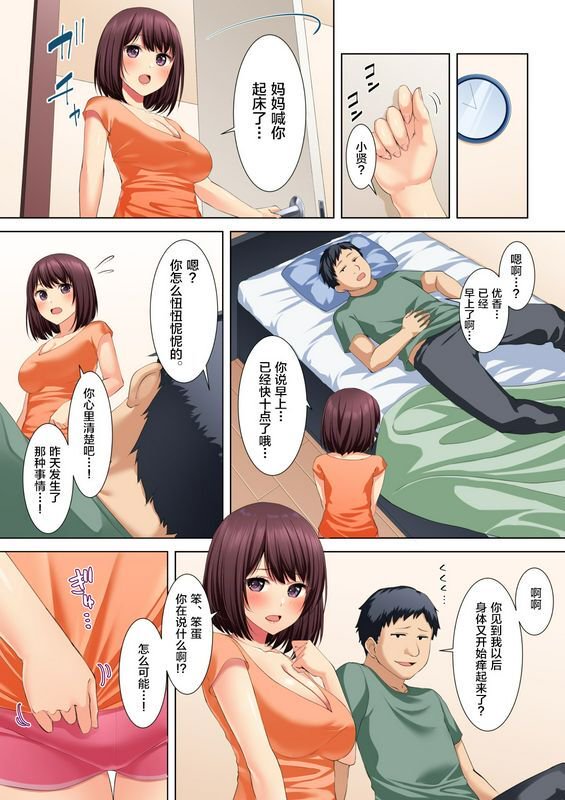 コン
コン
小贤？
ガチャ
妈妈喊你
起床了…
嗯啊…？
优香…
已经
早上了啊…
你说早上…
已经快十点了哦…
嗯？
你怎么扭扭怩怩的。
你心里清楚吧…！
昨天发生了
那种事情…！
啊啊
你见到我以后
身体又开始痒起来了？
笨、笨蛋
你在说什么啊!?
怎么可能…！
ぎゅ…